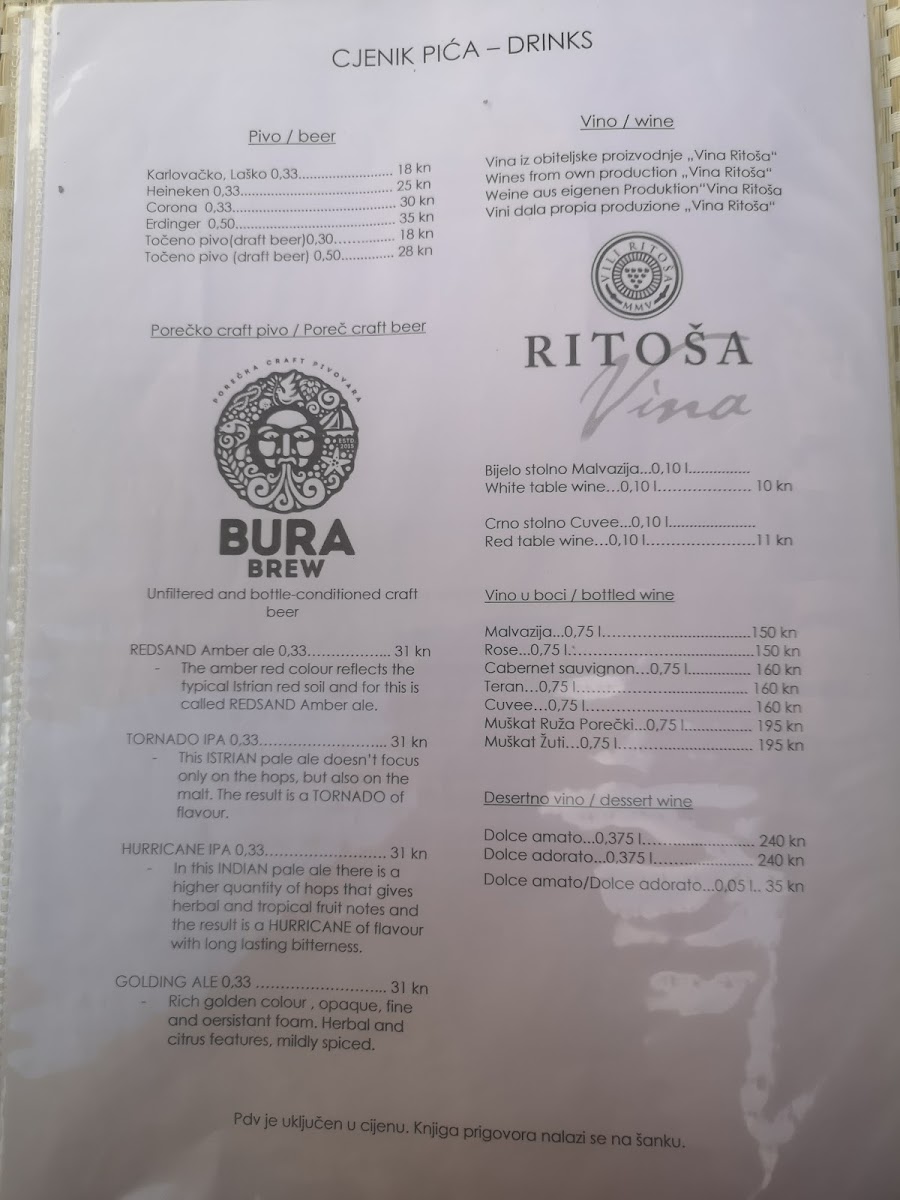 CJENIK PIĆA – DRINKS
Pivo / beer
Karlovačko, Laško 0,33........................ 18 kn
Heineken 0,33...................................... 25 kn
Corona 0,33......................................... 30 kn
Erdinger 0,50........................................ 35 kn
Točeno pivo(draft beer)0,30............... 18 kn
Točeno pivo (draft beer) 0,50............. 28 kn
Porečko craft pivo / Poreč craft beer
POREČKA CRAFT PIVOVARA
ESTD.
2015
BURA
BREW
Unfiltered and bottle-conditioned craft
beer
REDSAND Amber ale 0,33..................... 31 kn
- The amber red colour reflects the
typical Istrian red soil and for this is
called REDSAND Amber ale.
TORNADO IPA 0,33............................... 31 kn
- This ISTRIAN pale ale doesn't focus
only on the hops, but also on the
malt. The result is a TORNADO of
flavour.
HURRICANE IPA 0,33............................. 31 kn
- In this INDIAN pale ale there is a
higher quantity of hops that gives
herbal and tropical fruit notes and
the result is a HURRICANE of flavour
with long lasting bitterness.
GOLDING ALE 0,33 ............................... 31 kn
- Rich golden colour , opaque, fine
and oersistant foam. Herbal and
citrus features, mildly spiced.
Vino / wine
Vina iz obiteljske proizvodnje „Vina Ritoša“
Wines from own production „Vina Ritoša“
Weine aus eigenen Produktion“Vina Ritoša
Vini dala propia produzione „Vina Ritoša“
VILI RITOŠA
MMV
RITOŠA
Vina
Bijelo stolno Malvazija...0,10 l...............
White table wine...0,10 l....................... 10 kn
Crno stolno Cuvee...0,10 l.....................
Red table wine...0,10 l...........................11 kn
Vino u boci / bottled wine
Malvazija...0,75 l....................................150 kn
Rose...0,75 l.:...........................................150 kn
Cabernet sauvignon...0,75 l............... 160 kn
Teran...0,75 l.......................................... 160 kn
Cuvee...0,75 l......................................... 160 kn
Muškat Ruža Porečki...0,75 l................ 195 kn
Muškat Žuti...0,75 l................................. 195 kn
Desertno vino / dessert wine
Dolce amato...0,375 l............................ 240 kn
Dolce adorato...0,375 l......................... 240 kn
Dolce amato/Dolce adorato...0,05 l.. 35 kn
Pdv je uključen u cijenu. Knjiga prigovora nalazi se na šanku.